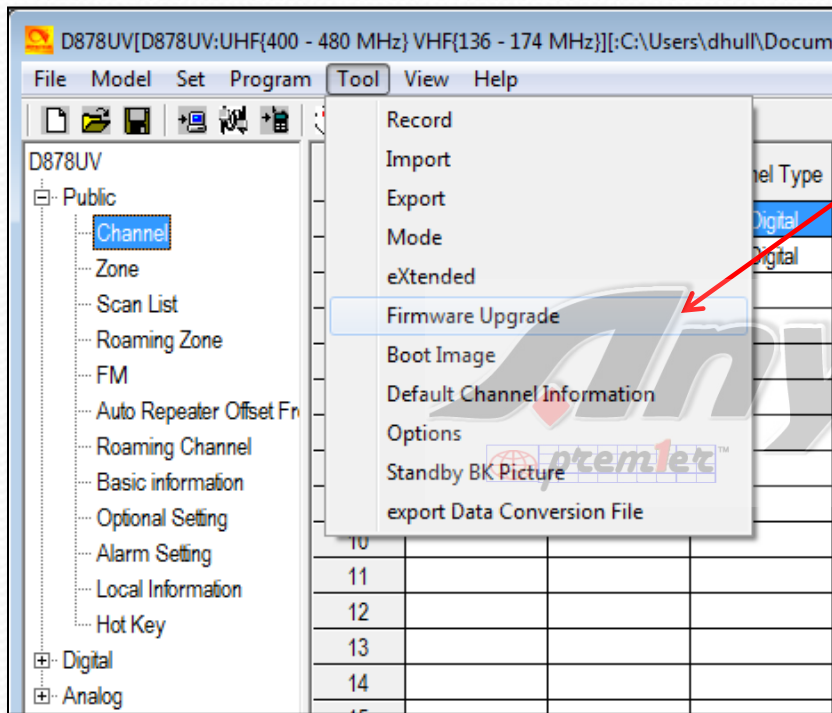 D878UV[D878UV:UHF{400 - 480 MHz} VHF{136 - 174 MHz}][:C:\Users\dhull\Docum
File Model Set Program Tool View Help
Record
Import
Export
Mode
eXtended
Firmware Upgrade
Boot Image
Default Channel Information
Options
Standby BK Picture
export Data Conversion File
D878UV
Public
Channel
Zone
Scan List
Roaming Zone
FM
Auto Repeater Offset Fr
Roaming Channel
Basic information
Optional Setting
Alarm Setting
Local Information
Hot Key
Digital
Analog
nel Type
Digital
Digital
10
11
12
13
14
15
Any
prem1er™